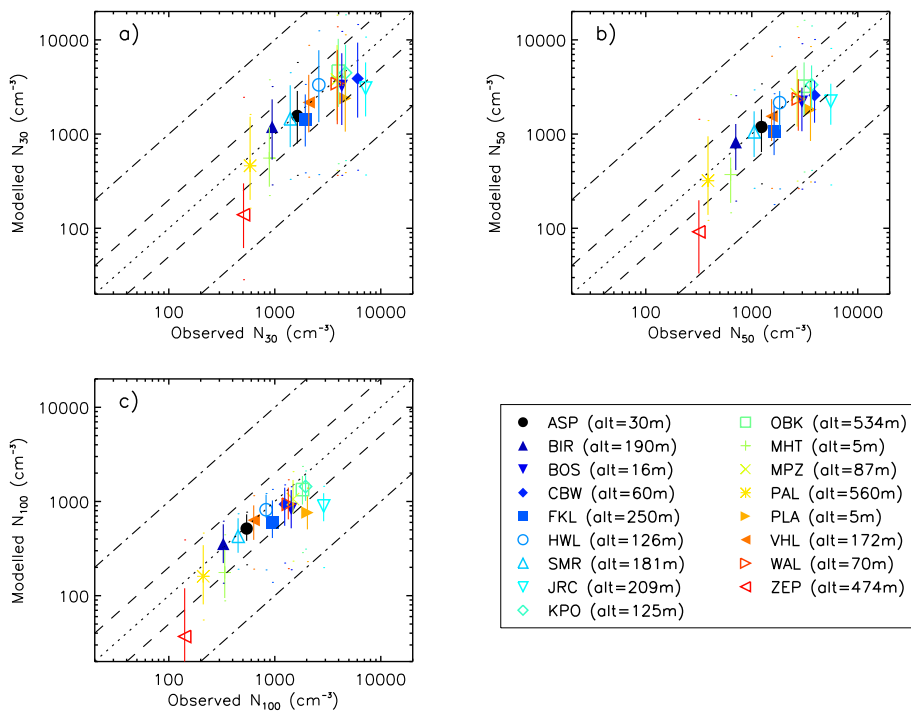 a)
10000
1000
100
Modelled N30 (cm−3)
100 1000 10000
Observed N30 (cm−3)
b)
10000
1000
100
Modelled N50 (cm−3)
100 1000 10000
Observed N50 (cm−3)
c)
10000
1000
100
Modelled N100 (cm−3)
100 1000 10000
Observed N100 (cm−3)
ASP (alt=30m)
BIR (alt=190m)
BOS (alt=16m)
CBW (alt=60m)
FKL (alt=250m)
HWL (alt=126m)
SMR (alt=181m)
JRC (alt=209m)
KPO (alt=125m)
OBK (alt=534m)
MHT (alt=5m)
MPZ (alt=87m)
PAL (alt=560m)
PLA (alt=5m)
VHL (alt=172m)
WAL (alt=70m)
ZEP (alt=474m)